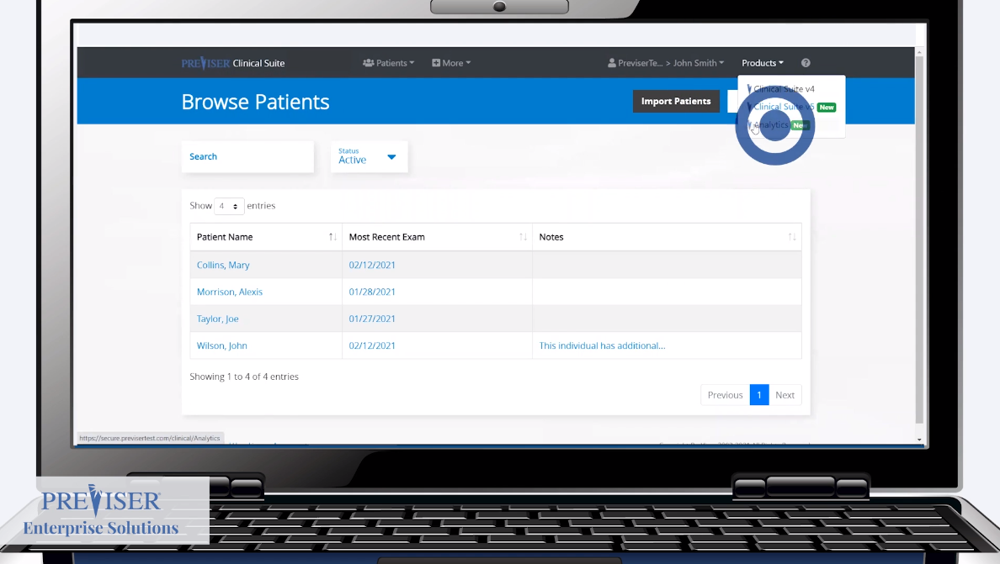 PREVISER Clinical Suite
Patients
More
PreviserTe... > John Smith
Products
?
Clinical Suite v4
Clinical Suite v5 New
Analytics New
Browse Patients
Import Patients
Search
Status
Active
Show 4 entries
Patient Name
Most Recent Exam
Notes
Collins, Mary
02/12/2021
Morrison, Alexis
01/28/2021
Taylor, Joe
01/27/2021
Wilson, John
02/12/2021
This individual has additional...
Showing 1 to 4 of 4 entries
Previous
1
Next
https://secure.previsertest.com/clinical/Analytics
PREVISER
Enterprise Solutions